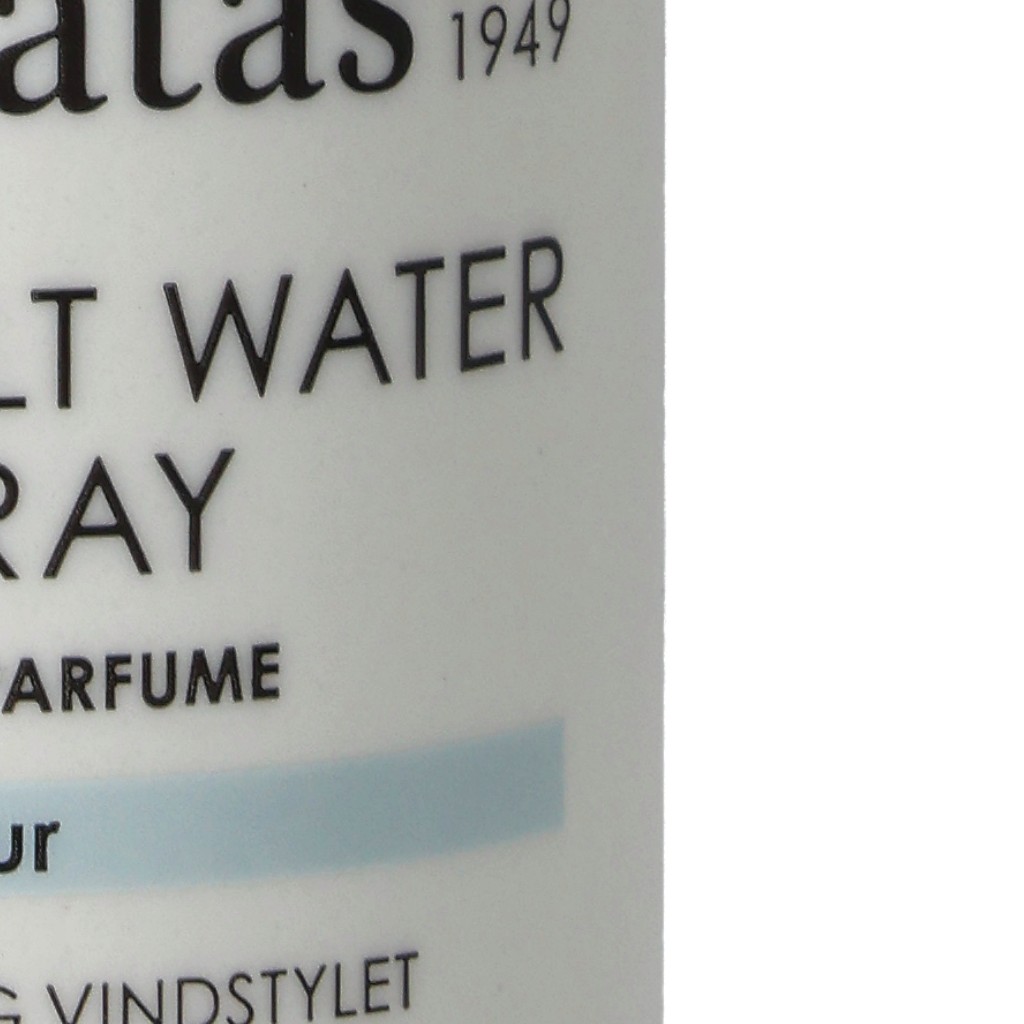 atas 1949
LT WATER
RAY
ARFUME
ur
G VINDSTYLET